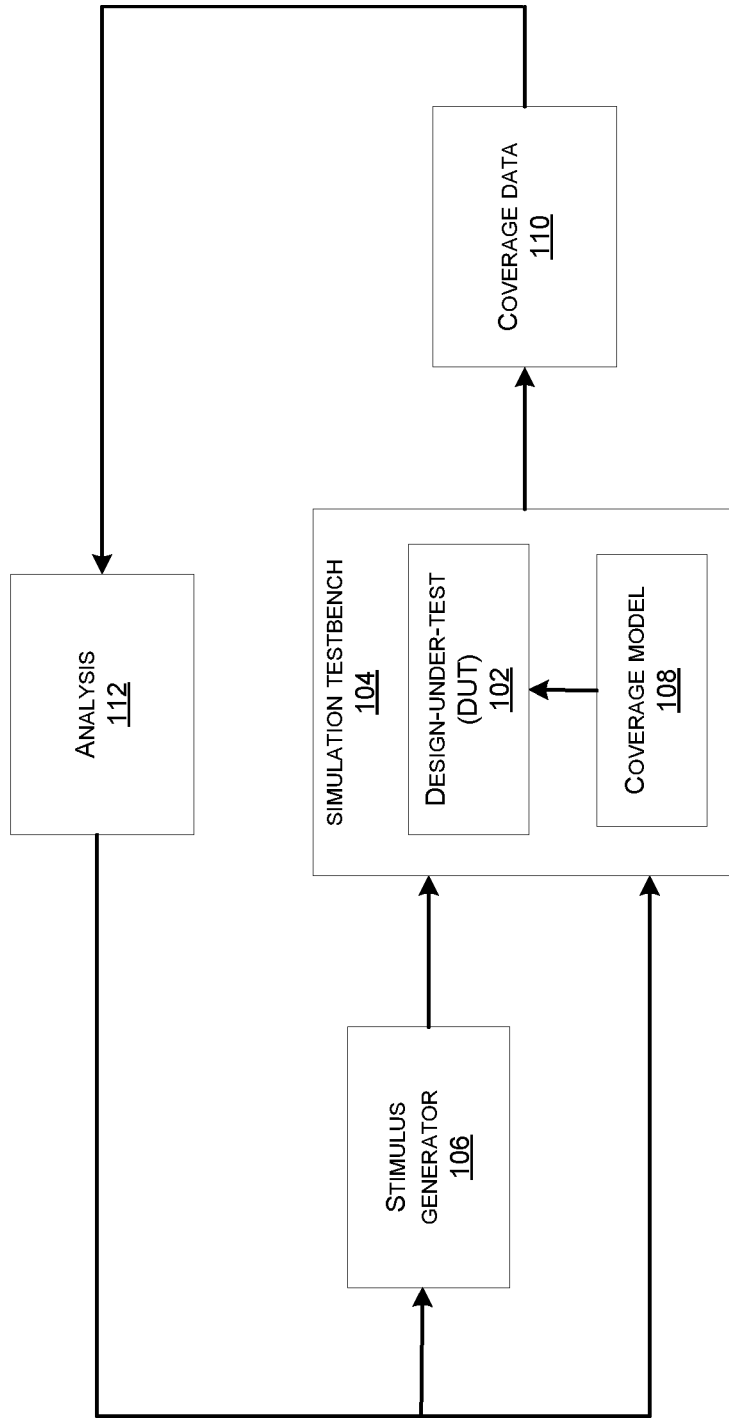 ANALYSIS
112
STIMULUS
GENERATOR
106
SIMULATION TESTBENCH
104
DESIGN-UNDER-TEST
(DUT)
102
COVERAGE MODEL
108
COVERAGE DATA
110